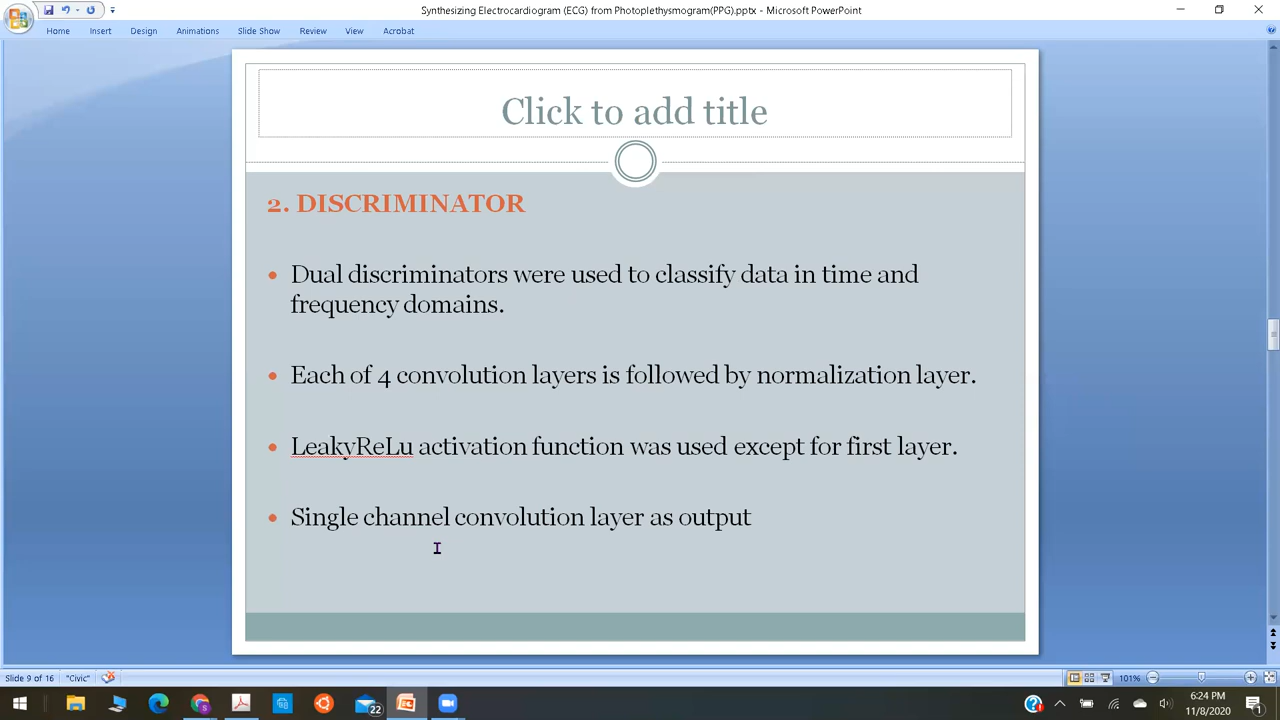 Synthesizing Electrocardiogram (ECG) from Photoplethysmogram(PPG).pptx - Microsoft PowerPoint
Home Insert Design Animations Slide Show Review View Acrobat
Click to add title
2. DISCRIMINATOR
• Dual discriminators were used to classify data in time and
frequency domains.
• Each of 4 convolution layers is followed by normalization layer.
• LeakyReLu activation function was used except for first layer.
• Single channel convolution layer as output
Slide 9 of 16 "Civic" 101%
22
6:24 PM
11/8/2020
1